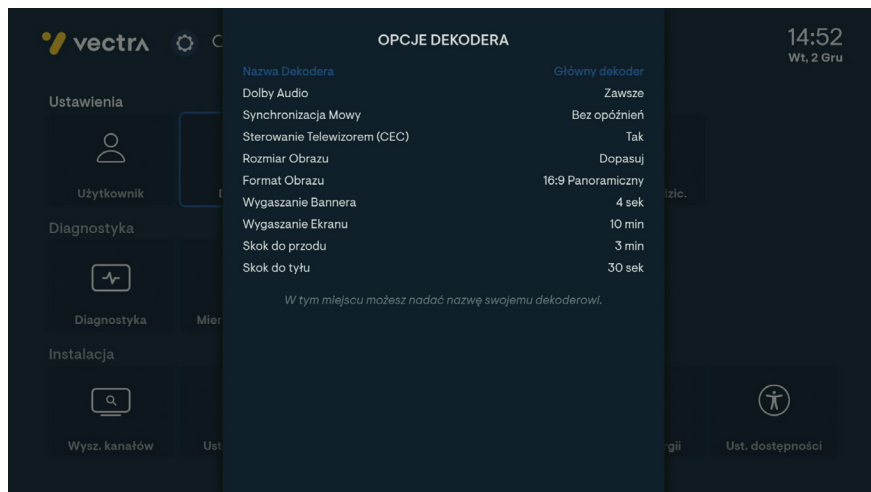 vectra
OPCJE DEKODERA
14:52
Wt, 2 Gru
Nazwa Dekodera Główny dekoder
Dolby Audio Zawsze
Synchronizacja Mowy Bez opóźnień
Sterowanie Telewizorem (CEC) Tak
Rozmiar Obrazu Dopasuj
Format Obrazu 16:9 Panoramiczny
Wygaszanie Bannera 4 sek
Wygaszanie Ekranu 10 min
Skok do przodu 3 min
Skok do tyłu 30 sek
W tym miejscu możesz nadać nazwę swojemu dekoderowi.
Ustawienia
Użytkownik
Diagnostyka
Diagnostyka
Instalacja
Wysz. kanałów Ust. dostępności